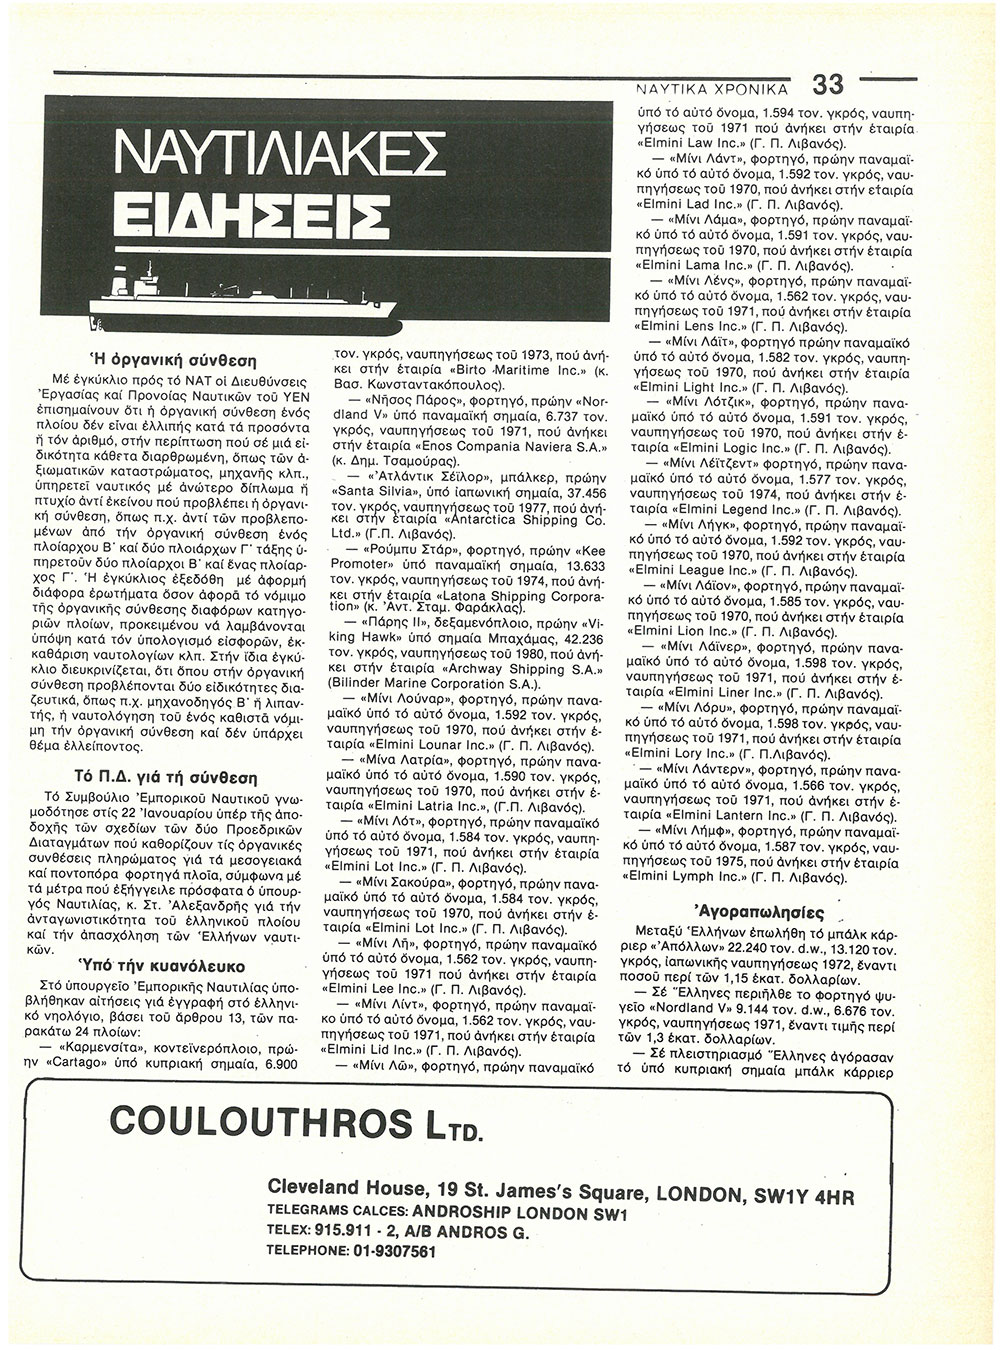 ΝΑΥΤΙΚΑ ΧΡΟΝΙΚΑ 33
ΝΑΥΤΙΛΙΑΚΕΣ
ΕΙΔΗΣΕΙΣ
Ἡ ὀργανική σύνθεση
Μέ ἐγκύκλιο πρός τό ΝΑΤ οἱ Διευθύνσεις
Ἐργασίας καί Προνοίας Ναυτικῶν τοῦ ΥΕΝ
ἐπισημαίνουν ὅτι ἡ ὀργανική σύνθεση ἑνός
πλοίου δέν εἶναι ἐλλιπής κατά τά προσόντα
ἤ τόν ἀριθμό, στήν περίπτωση πού σέ μιά εἰ-
δικότητα κάθετα διαρθρωμένη, ὅπως τῶν ἀ-
ξιωματικῶν καταστρώματος, μηχανῆς κλπ.,
ὑπηρετεῖ ναυτικός μέ ἀνώτερο δίπλωμα ἤ
πτυχίο ἀντί ἐκείνου πού προβλέπει ἡ ὀργανι-
κή σύνθεση, ὅπως π.χ. ἀντί τῶν προβλεπο-
μένων ἀπό τήν ὀργανική σύνθεση ἑνός
πλοίαρχου Β΄ καί δύο πλοιάρχων Γ΄ τάξης ὑ-
πηρετοῦν δύο πλοίαρχοι Β΄ καί ἕνας πλοίαρ-
χος Γ΄. Ἡ ἐγκύκλιος ἐξεδόθη μέ ἀφορμή
διάφορα ἐρωτήματα ὅσον ἀφορᾶ τό νόμιμο
τῆς ὀργανικῆς σύνθεσης διαφόρων κατηγο-
ριῶν πλοίων, προκειμένου νά λαμβάνονται
ὑπόψη κατά τόν ὑπολογισμό εἰσφορῶν, ἐκ-
καθάριση ναυτολογίων κλπ. Στήν ἴδια ἐγκύ-
κλιο διευκρινίζεται, ὅτι ὅπου στήν ὀργανική
σύνθεση προβλέπονται δύο εἰδικότητες δια-
ζευτικά, ὅπως π.χ. μηχανοδηγός Β΄ ἤ λιπαν-
τής, ἡ ναυτολόγηση τοῦ ἑνός καθιστᾶ νόμι-
μη τήν ὀργανική σύνθεση καί δέν ὑπάρχει
θέμα ἐλλείποντος.
Τό Π.Δ. γιά τή σύνθεση
Τό Συμβούλιο Ἐμπορικοῦ Ναυτικοῦ γνω-
μοδότησε στίς 22 Ἰανουαρίου ὑπέρ τῆς ἀπο-
δοχῆς τῶν σχεδίων τῶν δύο Προεδρικῶν
Διαταγμάτων πού καθορίζουν τίς ὀργανικές
συνθέσεις πληρώματος γιά τά μεσογειακά
καί ποντοπόρα φορτηγά πλοῖα, σύμφωνα μέ
τά μέτρα πού ἐξήγγειλε πρόσφατα ὁ ὑπουρ-
γός Ναυτιλίας, κ. Στ. Ἀλεξανδρῆς γιά τήν
ἀνταγωνιστικότητα τοῦ ἑλληνικοῦ πλοίου
καί τήν ἀπασχόληση τῶν Ἑλλήνων ναυτι-
κῶν.
Ὑπό τήν κυανόλευκο
Στό ὑπουργεῖο Ἐμπορικῆς Ναυτιλίας ὑπο-
βλήθηκαν αἰτήσεις γιά ἐγγραφή στό ἑλληνι-
κό νηολόγιο, βάσει τοῦ ἄρθρου 13, τῶν πα-
ρακάτω 24 πλοίων:
— «Καρμενσίτα», κοντεϊνερόπλοιο, πρώ-
ην «Cartago» ὑπό κυπριακή σημαία, 6.900
τον. γκρός, ναυπηγήσεως τοῦ 1973, πού ἀνή-
κει στήν ἑταιρία «Birto Maritime Inc.» (κ.
Βασ. Κωνσταντακόπουλος).
— «Νῆσος Πάρος», φορτηγό, πρώην «Nor-
dland V» ὑπό παναμαϊκή σημαία, 6.737 τον.
γκρός, ναυπηγήσεως τοῦ 1971, πού ἀνήκει
στήν ἑταιρία «Enos Compania Naviera S.A.»
(κ. Δημ. Τσαμούρας).
— «Ἀτλάντικ Σέϊλορ», μπάλκερ, πρώην
«Santa Silvia», ὑπό ἰαπωνική σημαία, 37.456
τον. γκρός, ναυπηγήσεως τοῦ 1977, πού ἀνή-
κει στήν ἑταιρία «Antarctica Shipping Co.
Ltd.» (Γ.Π. Λιβανός).
— «Ρούμπυ Στάρ», φορτηγό, πρώην «Kee
Promoter» ὑπό παναμαϊκή σημαία, 13.633
τον. γκρός, ναυπηγήσεως τοῦ 1974, πού ἀνή-
κει στήν ἑταιρία «Latona Shipping Corpora-
tion» (κ. Ἀντ. Σταμ. Φαράκλας).
— «Πάρης ΙΙ», δεξαμενόπλοιο, πρώην «Vi-
king Hawk» ὑπό σημαία Μπαχάμας, 42.236
τον. γκρός, ναυπηγήσεως τοῦ 1980, πού ἀνή-
κει στήν ἑταιρία «Archway Shipping S.A.»
(Bilinder Marine Corporation S.A.).
— «Μίνι Λούναρ», φορτηγό, πρώην πανα-
μαϊκό ὑπό τό αὐτό ὄνομα, 1.592 τον. γκρός,
ναυπηγήσεως τοῦ 1970, πού ἀνήκει στήν ἑ-
ταιρία «Elmini Lounar Inc.» (Γ. Π. Λιβανός).
— «Μίνα Λατρία», φορτηγό, πρώην πανα-
μαϊκό ὑπό τό αὐτό ὄνομα, 1.590 τον. γκρός,
ναυπηγήσεως τοῦ 1970, πού ἀνήκει στήν ἑ-
ταιρία «Elmini Latria Inc.», (Γ.Π. Λιβανός).
— «Μίνι Λότ», φορτηγό, πρώην παναμαϊκό
ὑπό τό αὐτό ὄνομα, 1.584 τον. γκρός, ναυπη-
γήσεως τοῦ 1971, πού ἀνήκει στήν ἑταιρία
«Elmini Lot Inc.» (Γ. Π. Λιβανός).
— «Μίνι Σακούρα», φορτηγό, πρώην πανα-
μαϊκό ὑπό τό αὐτό ὄνομα, 1.584 τον. γκρός,
ναυπηγήσεως τοῦ 1970, πού ἀνήκει στήν ἑ-
ταιρία «Elmini Lot Inc.» (Γ. Π. Λιβανός).
— «Μίνι Λῆ», φορτηγό, πρώην παναμαϊκό
ὑπό τό αὐτό ὄνομα, 1.562 τον. γκρός, ναυπη-
γήσεως τοῦ 1971 πού ἀνήκει στήν ἑταιρία
«Elmini Lee Inc.» (Γ. Π. Λιβανός).
— «Μίνι Λίντ», φορτηγό, πρώην παναμαϊ-
κο ὑπό τό αὐτό ὄνομα, 1.562 τον. γκρός, ναυ-
πηγήσεως τοῦ 1971, πού ἀνήκει στήν ἑταιρία
«Elmini Lid Inc.» (Γ. Π. Λιβανός).
— «Μίνι Λῶ», φορτηγό, πρώην παναμαϊκό
ὑπό τό αὐτό ὄνομα, 1.594 τον. γκρός, ναυπη-
γήσεως τοῦ 1971 πού ἀνήκει στήν ἑταιρία
«Elmini Law Inc.» (Γ. Π. Λιβανός).
— «Μίνι Λάντ», φορτηγό, πρώην παναμαϊ-
κό ὑπό τό αὐτό ὄνομα, 1.592 τον. γκρός, ναυ-
πηγήσεως τοῦ 1970, πού ἀνήκει στήν ἑταιρία
«Elmini Lad Inc.» (Γ. Π. Λιβανός).
— «Μίνι Λάμα», φορτηγό, πρώην παναμαϊ-
κό ὑπό τό αὐτό ὄνομα, 1.591 τον. γκρός, ναυ-
πηγήσεως τοῦ 1970, πού ἀνήκει στήν ἑταιρία
«Elmini Lama Inc.» (Γ. Π. Λιβανός).
— «Μίνι Λένς», φορτηγό, πρώην παναμαϊ-
κό ὑπό τό αὐτό ὄνομα, 1.562 τον. γκρός, ναυ-
πηγήσεως τοῦ 1971, πού ἀνήκει στήν ἑταιρία
«Elmini Lens Inc.» (Γ. Π. Λιβανός).
— «Μίνι Λάϊτ», φορτηγό πρώην παναμαϊκό
ὑπό τό αὐτό ὄνομα, 1.582 τον. γκρός, ναυπη-
γήσεως τοῦ 1970, πού ἀνήκει στήν ἑταιρία
«Elmini Light Inc.» (Γ. Π. Λιβανός).
— «Μίνι Λότζικ», φορτηγό, πρώην πανα-
μαϊκό ὑπό τό αὐτό ὄνομα, 1.591 τον. γκρός,
ναυπηγήσεως τοῦ 1970, πού ἀνήκει στήν ἑ-
ταιρία «Elmini Logic Inc.» (Γ. Π. Λιβανός).
— «Μίνι Λέϊτζεντ» φορτηγό, πρώην πανα-
μαϊκό ὑπό τό αὐτό ὄνομα, 1.577 τον. γκρός,
ναυπηγήσεως τοῦ 1974, πού ἀνήκει στήν ἑ-
ταιρία «Elmini Legend Inc.» (Γ. Π. Λιβανός).
— «Μίνι Λήγκ», φορτηγό, πρώην παναμαϊ-
κό ὑπό τό αὐτό ὄνομα, 1.592 τον. γκρός, ναυ-
πηγήσεως τοῦ 1970, πού ἀνήκει στήν ἑταιρία
«Elmini League Inc.» (Γ. Π. Λιβανός).
— «Μίνι Λάϊον», φορτηγό, πρώην παναμαϊ-
κό ὑπό τό αὐτό ὄνομα, 1.585 τον. γκρός, ναυ-
πηγήσεως τοῦ 1970, πού ἀνήκει στήν ἑταιρία
«Elmini Lion Inc.» (Γ. Π. Λιβανός).
— «Μίνι Λάϊνερ», φορτηγό, πρώην πανα-
μαϊκό ὑπό τό αὐτό ὄνομα, 1.598 τον. γκρός,
ναυπηγήσεως τοῦ 1971, πού ἀνήκει στήν ἑ-
ταιρία «Elmini Liner Inc.» (Γ. Π. Λιβανός).
— «Μίνι Λόρυ», φορτηγό, πρώην παναμαϊ-
κό ὑπό τό αὐτό ὄνομα, 1.598 τον. γκρός, ναυ-
πηγήσεως τοῦ 1971, πού ἀνήκει στήν ἑταιρία
«Elmini Lory Inc.» (Γ. Π.Λιβανός).
— «Μίνι Λάντερν», φορτηγό, πρώην πανα-
μαϊκό ὑπό τό αὐτό ὄνομα, 1.566 τον. γκρός,
ναυπηγήσεως τοῦ 1971, πού ἀνήκει στήν ἑ-
ταιρία «Elmini Lantern Inc.» (Γ. Π. Λιβανός).
— «Μίνι Λήμφ», φορτηγό, πρώην παναμαϊ-
κό ὑπό τό αὐτό ὄνομα, 1.587 τον. γκρός, ναυ-
πηγήσεως τοῦ 1975, πού ἀνήκει στήν ἑταιρία
«Elmini Lymph Inc.» (Γ. Π. Λιβανός).
Ἀγοραπωλησίες
Μεταξύ Ἑλλήνων ἐπωλήθη τό μπάλκ κάρ-
ριερ «Ἀπόλλων» 22.240 τον. d.w., 13.120 τον.
γκρός, ἰαπωνικῆς ναυπηγήσεως 1972, ἔναντι
ποσοῦ περί τῶν 1,15 ἑκατ. δολλαρίων.
— Σέ Ἕλληνες περιῆλθε το φορτηγό ψυ-
γεῖο «Nordland V» 9.144 τον. d.w., 6.676 τον.
γκρός, ναυπηγήσεως 1971, ἔναντι τιμῆς περί
τῶν 1,3 ἑκατ. δολλαρίων.
— Σέ πλειστηριασμό Ἕλληνες ἀγόρασαν
τό ὑπό κυπριακή σημαία μπάλκ κάρριερ
COULOUTHROS LTD.
Cleveland House, 19 St. James's Square, LONDON, SW1Y 4HR
TELEGRAMS CALCES: ANDROSHIP LONDON SW1
TELEX: 915.911 - 2, A/B ANDROS G.
TELEPHONE: 01-9307561